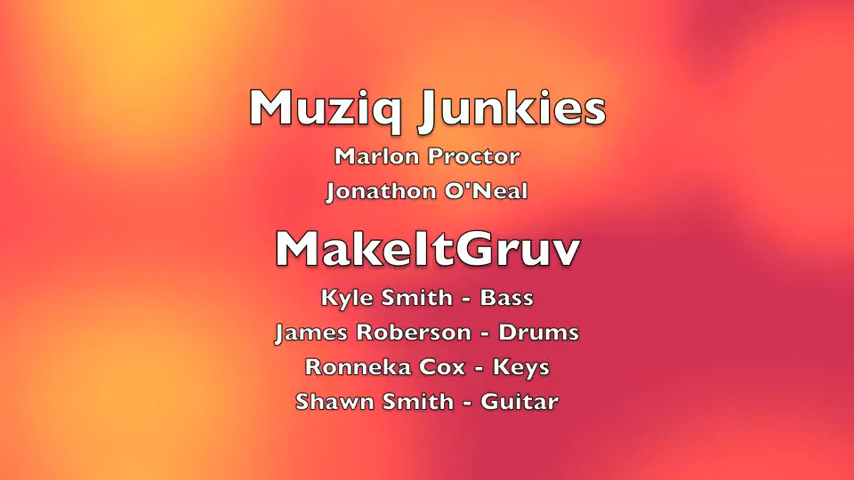 Muziq Junkies
Marlon Proctor
Jonathon O'Neal
MakeItGruv
Kyle Smith - Bass
James Roberson - Drums
Ronneka Cox - Keys
Shawn Smith - Guitar